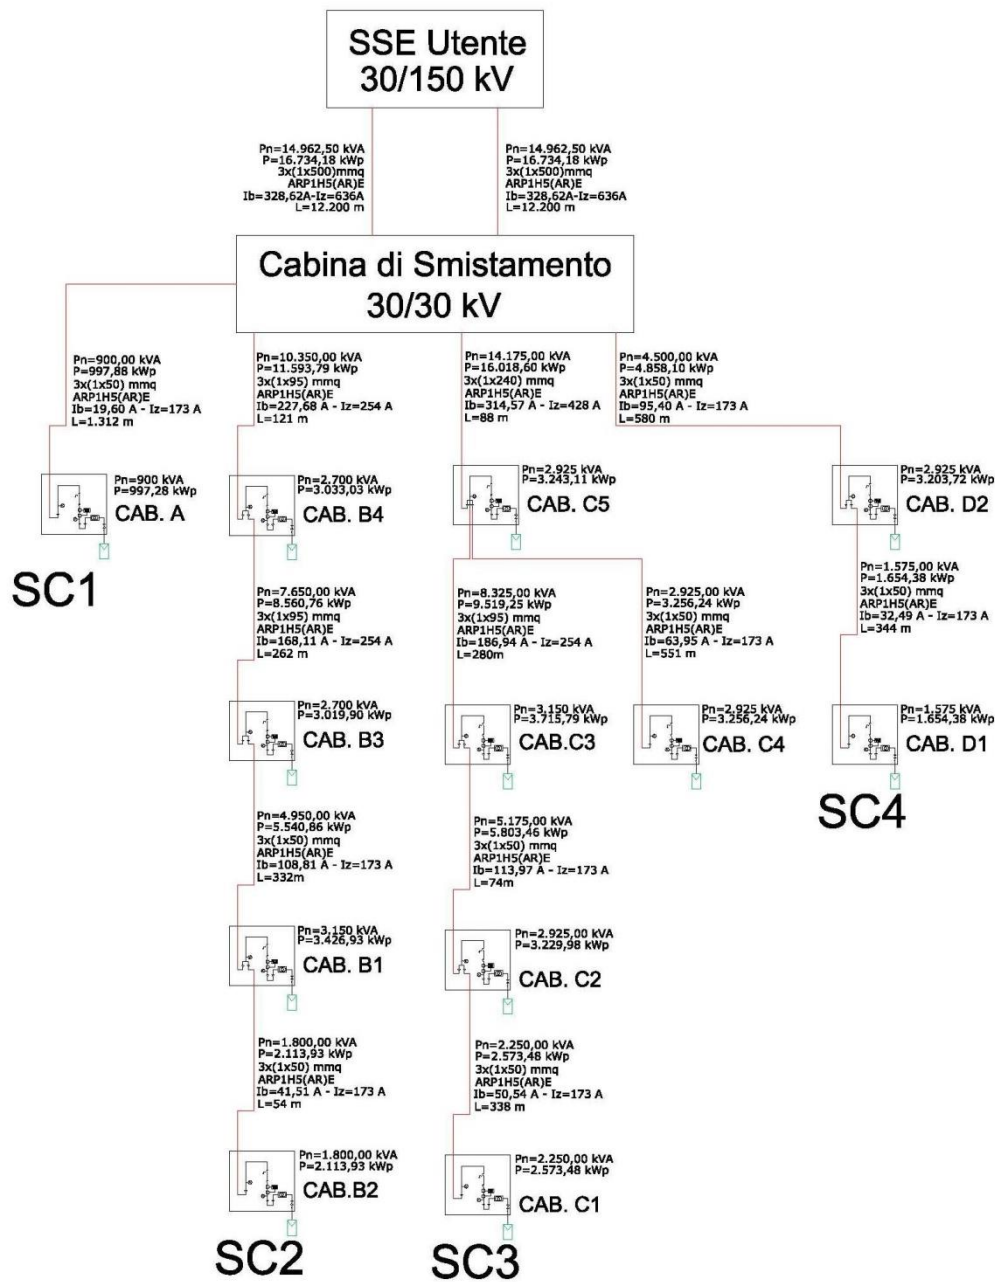 SSE Utente
30/150 kV
Pn=14.962,50 kVA
P=16.734,18 kWp
3x(1x500)mmq
ARP1H5(AR)E
Ib=328,62A-Iz=636A
L=12.200 m
Pn=14.962,50 kVA
P=16.734,18 kWp
3x(1x500)mmq
ARP1H5(AR)E
Ib=328,62A-Iz=636A
L=12.200 m
Cabina di Smistamento
30/30 kV
Pn=900,00 kVA
P=997,88 kWp
3x(1x50) mmq
ARP1H5(AR)E
Ib=19,60 A - Iz=173 A
L=1.312 m
Pn=10.350,00 kVA
P=11.593,79 kWp
3x(1x95) mmq
ARP1H5(AR)E
Ib=227,68 A - Iz=254 A
L=121 m
Pn=14.175,00 kVA
P=16.018,60 kWp
3x(1x240) mmq
ARP1H5(AR)E
Ib=314,57 A - Iz=428 A
L=88 m
Pn=4.500,00 kVA
P=4.858,10 kWp
3x(1x50) mmq
ARP1H5(AR)E
Ib=95,40 A - Iz=173 A
L=580 m
Pn=900 kVA
P=997,28 kWp
CAB. A
SC1
Pn=2.700 kVA
P=3.033,03 kWp
CAB. B4
Pn=2.925 kVA
P=3.243,11 kWp
CAB. C5
Pn=2.925 kVA
P=3.203,72 kWp
CAB. D2
Pn=7.650,00 kVA
P=8.560,76 kWp
3x(1x95) mmq
ARP1H5(AR)E
Ib=168,11 A - Iz=254 A
L=262 m
Pn=8.325,00 kVA
P=9.519,25 kWp
3x(1x95) mmq
ARP1H5(AR)E
Ib=186,94 A - Iz=254 A
L=280m
Pn=2.925,00 kVA
P=3.256,24 kWp
3x(1x50) mmq
ARP1H5(AR)E
Ib=63,95 A - Iz=173 A
L=551 m
Pn=1.575,00 kVA
P=1.654,38 kWp
3x(1x50) mmq
ARP1H5(AR)E
Ib=32,49 A - Iz=173 A
L=344 m
Pn=2.700 kVA
P=3.019,90 kWp
CAB. B3
Pn=3.150 kVA
P=3.715,79 kWp
CAB.C3
Pn=2.925 kVA
P=3.256,24 kWp
CAB. C4
Pn=1.575 kVA
P=1.654,38 kWp
CAB. D1
SC4
Pn=4.950,00 kVA
P=5.540,86 kWp
3x(1x50) mmq
ARP1H5(AR)E
Ib=108,81 A - Iz=173 A
L=332m
Pn=5.175,00 kVA
P=5.803,46 kWp
3x(1x50) mmq
ARP1H5(AR)E
Ib=113,97 A - Iz=173 A
L=74m
Pn=3.150 kVA
P=3.426,93 kWp
CAB. B1
Pn=2.925,00 kVA
P=3.229,98 kWp
CAB. C2
Pn=1.800,00 kVA
P=2.113,93 kWp
3x(1x50) mmq
ARP1H5(AR)E
Ib=41,51 A - Iz=173 A
L=54 m
Pn=2.250,00 kVA
P=2.573,48 kWp
3x(1x50) mmq
ARP1H5(AR)E
Ib=50,54 A - Iz=173 A
L=338 m
Pn=1.800,00 kVA
P=2.113,93 kWp
CAB.B2
SC2
Pn=2.250,00 kVA
P=2.573,48 kWp
CAB. C1
SC3